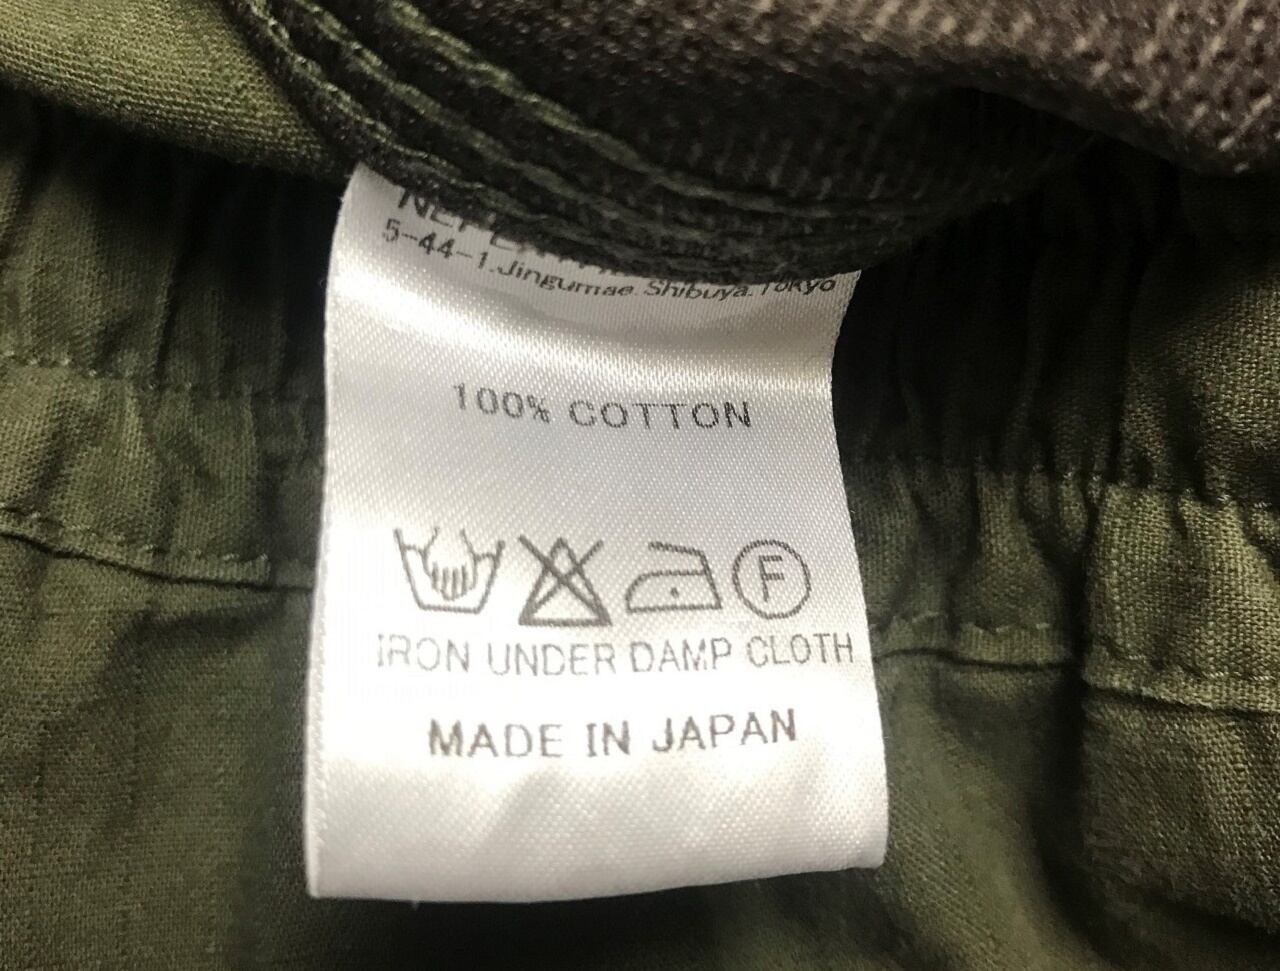 5-44-1.Jingumae.Shibuya.Tokyo
100% COTTON
F
IRON UNDER DAMP CLOTH
MADE IN JAPAN